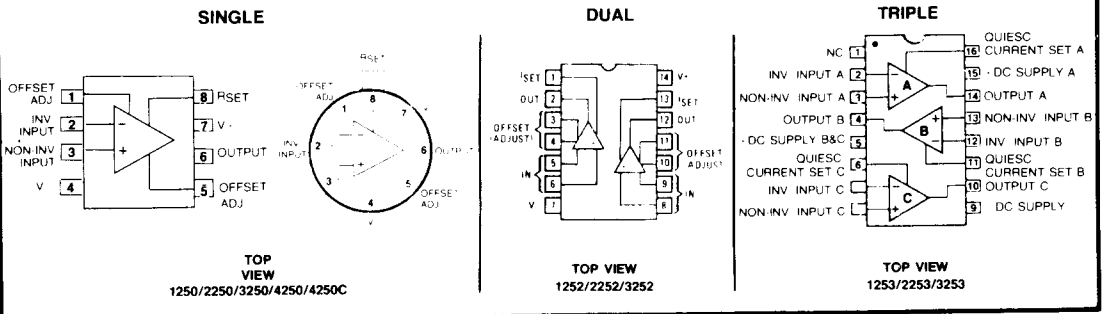 SINGLE
OFFSET
ADJ
1
INV
INPUT
2
NON-INV
INPUT
3
V
4
8
RSET
7
V
6
OUTPUT
5
OFFSET
ADJ
RSET
OFFSET
ADJ
1
8
7
V
INV
INPUT
2
6
OUTPUT
3
5
OFFSET
ADJ
4
V
TOP
VIEW
1250/2250/3250/4250/4250C
DUAL
ISET
1
OUT
2
OFFSET
ADJUST
3
4
IN
5
6
V
7
14
V+
13
ISET
12
OUT
11
10
OFFSET
ADJUST
9
8
IN
TOP VIEW
1252/2252/3252
TRIPLE
NC
1
INV INPUT A
2
NON-INV INPUT A
3
OUTPUT B
4
DC SUPPLY B&C
5
QUIESC
CURRENT SET C
6
INV INPUT C
NON-INV INPUT C
QUIESC
CURRENT SET A
16
DC SUPPLY A
15
OUTPUT A
14
NON-INV INPUT B
13
INV INPUT B
12
QUIESC
CURRENT SET B
11
OUTPUT C
10
DC SUPPLY
9
A
B
C
TOP VIEW
1253/2253/3253